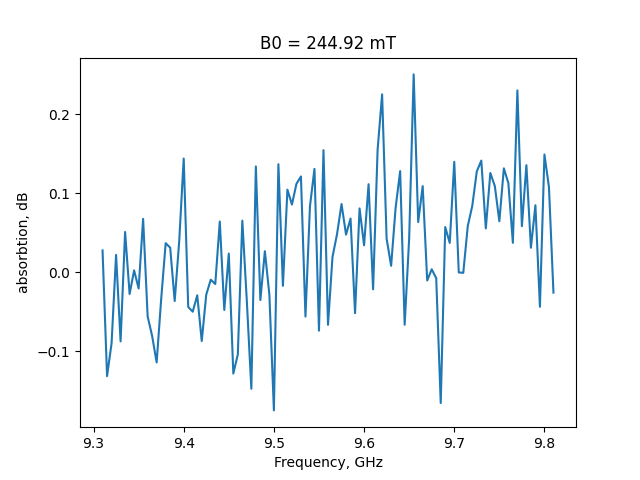 B0 = 244.92 mT
absorbtion, dB
0.2
0.1
0.0
−0.1
9.3 9.4 9.5 9.6 9.7 9.8
Frequency, GHz